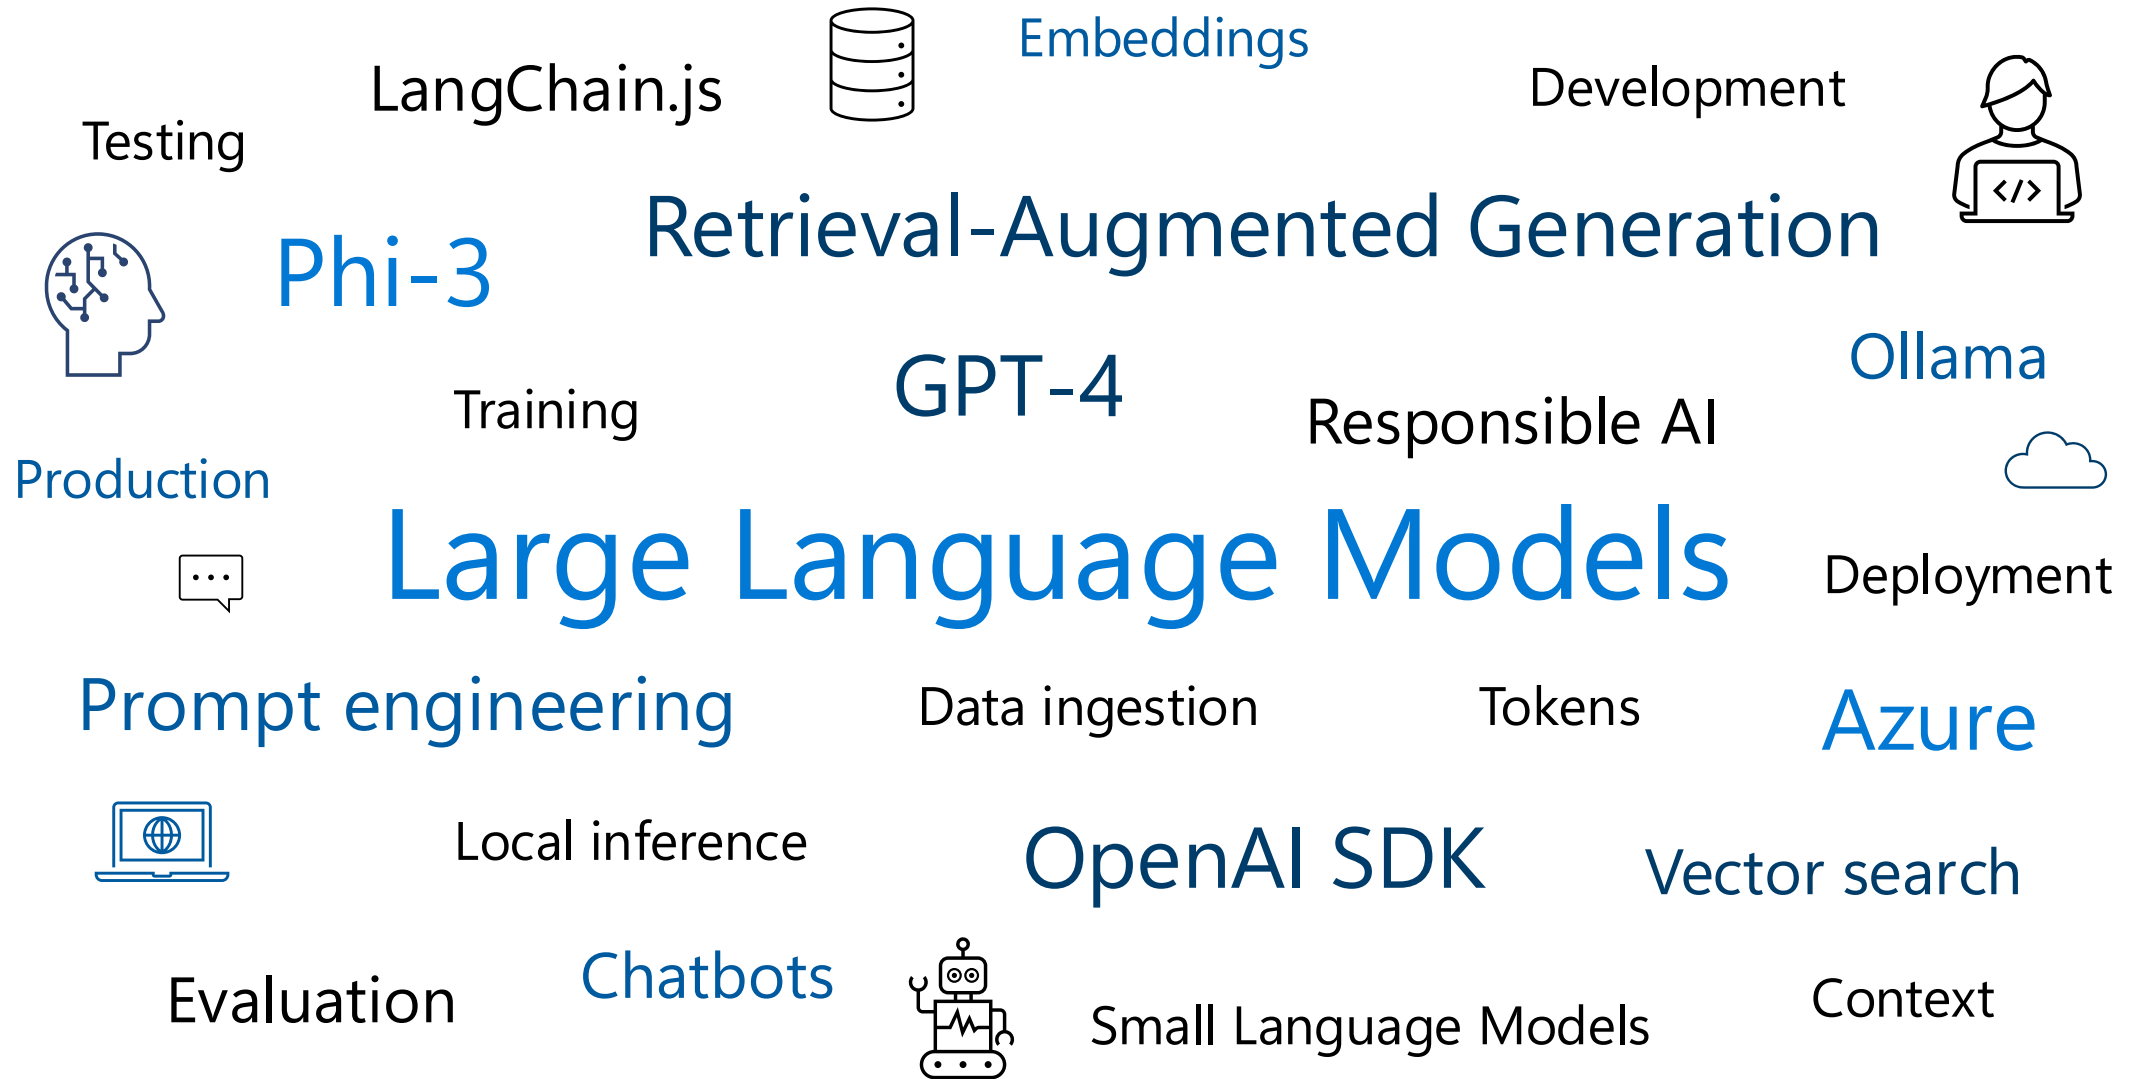 Embeddings
LangChain.js
Development
Testing
Retrieval-Augmented Generation
Phi-3
Ollama
GPT-4
Training
Responsible AI
Production
Large Language Models
Deployment
Prompt engineering
Data ingestion
Tokens
Azure
Local inference
OpenAI SDK
Vector search
Chatbots
Evaluation
Context
Small Language Models